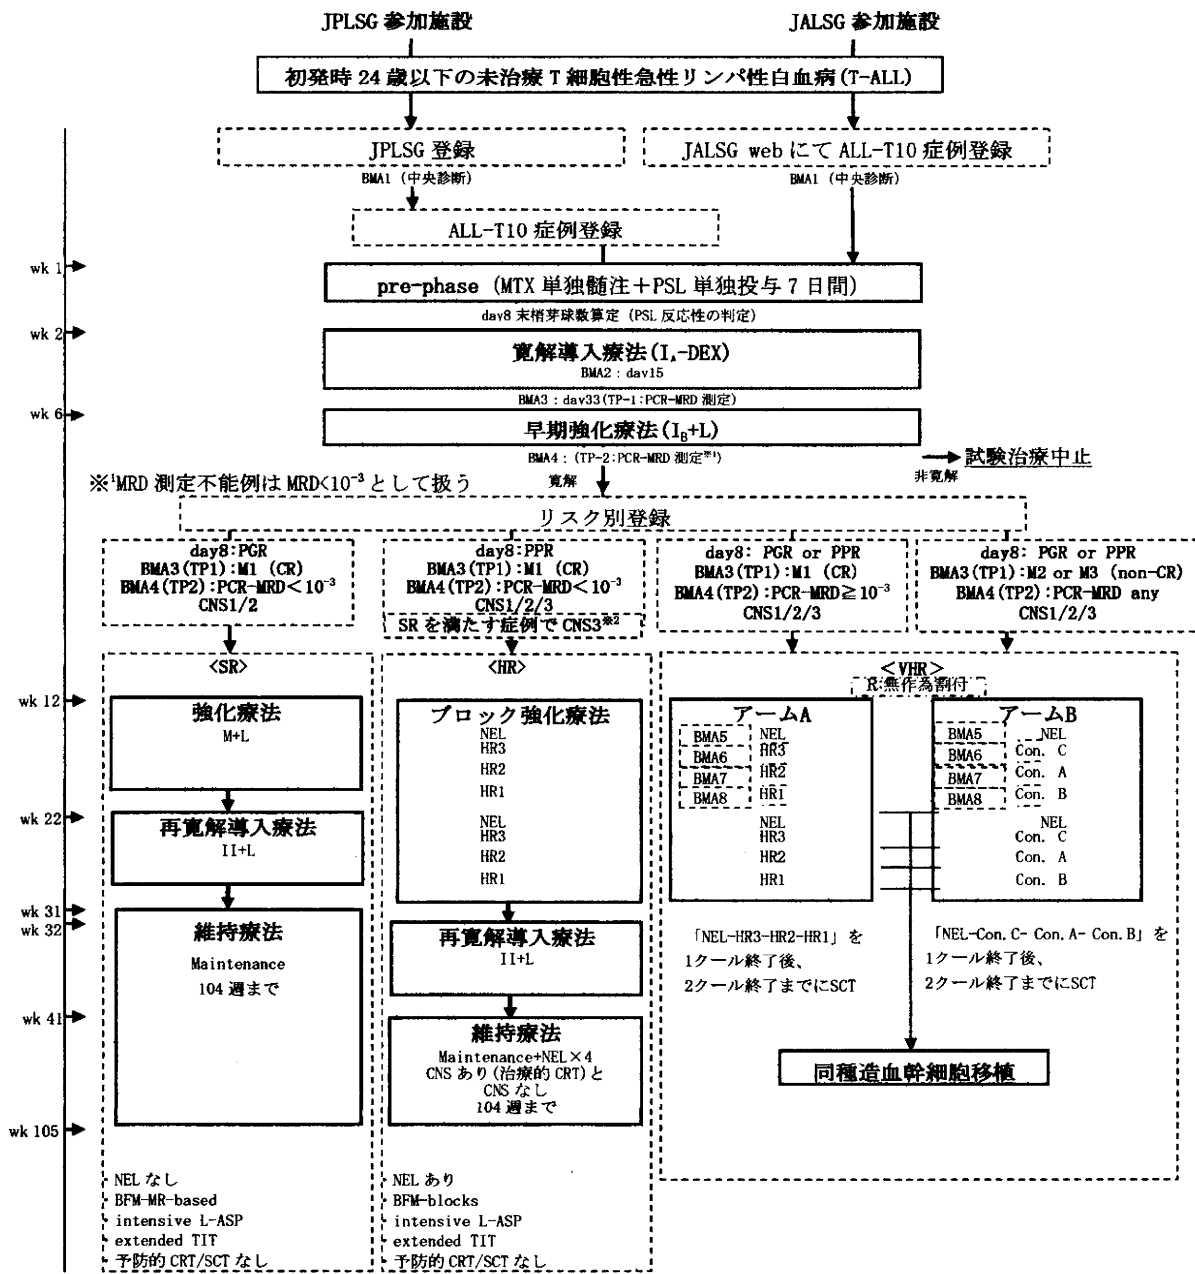 JPLSG 参加施設
JALSG 参加施設
初発時 24 歳以下の未治療 T 細胞性急性リンパ性白血病(T-ALL)
JPLSG 登録
JALSG web にて ALL-T10 症例登録
BMA1 (中央診断)
BMA1 (中央診断)
ALL-T10 症例登録
wk 1
pre-phase (MTX 単独髄注＋PSL 単独投与 7 日間)
day8 末梢芽球数算定 (PSL 反応性の判定)
wk 2
寛解導入療法(I_A-DEX)
BMA2 : day15
BMA3 : day33(TP-1:PCR-MRD 測定)
wk 6
早期強化療法(I_B+L)
BMA4 : (TP-2:PCR-MRD 測定※1)
試験治療中止
※1MRD 測定不能例は MRD<10⁻³ として扱う
寛解
非寛解
リスク別登録
day8:PGR
BMA3(TP1):M1 (CR)
BMA4(TP2):PCR-MRD＜10⁻³
CNS1/2
day8:PPR
BMA3(TP1):M1 (CR)
BMA4(TP2):PCR-MRD＜10⁻³
CNS1/2/3
SR を満たす症例で CNS3※2
day8: PGR or PPR
BMA3(TP1):M1 (CR)
BMA4(TP2):PCR-MRD≧10⁻³
CNS1/2/3
day8: PGR or PPR
BMA3(TP1):M2 or M3 (non-CR)
BMA4(TP2):PCR-MRD any
CNS1/2/3
<SR>
<HR>
<VHR>
R:無作為割付
wk 12
強化療法
M+L
ブロック強化療法
NEL
HR3
HR2
HR1
NEL
HR3
HR2
HR1
アームA
BMA5
NEL
HR3
BMA6
HR2
BMA7
HR1
BMA8
NEL
HR3
HR2
HR1
アームB
BMA5
NEL
Con. C
BMA6
Con. A
BMA7
Con. B
BMA8
NEL
Con. C
Con. A
Con. B
wk 22
再寛解導入療法
II+L
wk 31
wk 32
維持療法
Maintenance
104 週まで
再寛解導入療法
II+L
「NEL-HR3-HR2-HR1」を
1クール終了後、
2クール終了までにSCT
「NEL-Con.C- Con.A- Con.B」を
1クール終了後、
2クール終了までにSCT
wk 41
維持療法
Maintenance+NEL×4
CNS あり(治療的 CRT)と
CNS なし
104 週まで
同種造血幹細胞移植
wk 105
・NEL なし
・BFM-MR-based
・intensive L-ASP
・extended TIT
・予防的 CRT/SCT なし
・NEL あり
・BFM-blocks
・intensive L-ASP
・extended TIT
・予防的 CRT/SCT なし